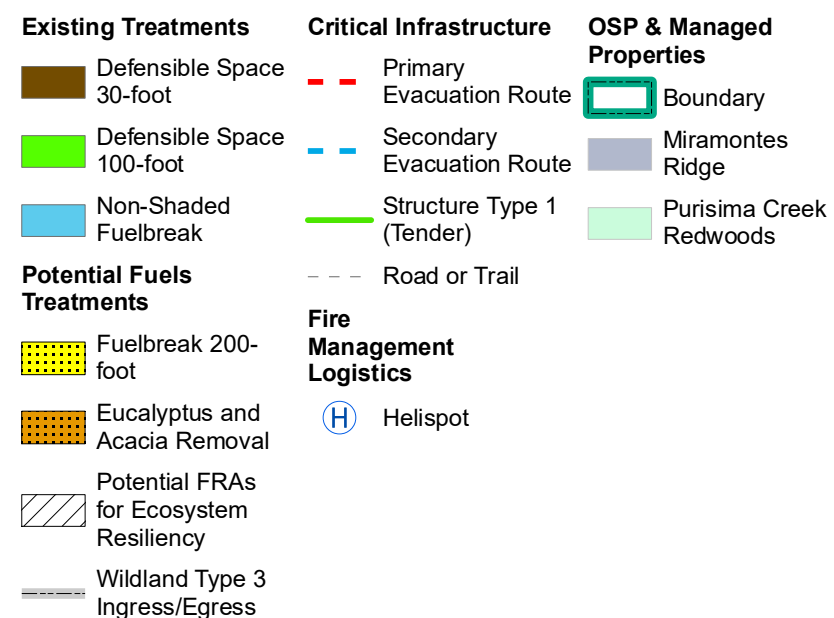 Existing Treatments
Defensible Space
30-foot
Defensible Space
100-foot
Non-Shaded
Fuelbreak
Potential Fuels
Treatments
Fuelbreak 200-
foot
Eucalyptus and
Acacia Removal
Potential FRAs
for Ecosystem
Resiliency
Wildland Type 3
Ingress/Egress
Critical Infrastructure
Primary
Evacuation Route
Secondary
Evacuation Route
Structure Type 1
(Tender)
Road or Trail
Fire
Management
Logistics
H Helispot
OSP & Managed
Properties
Boundary
Miramontes
Ridge
Purisima Creek
Redwoods